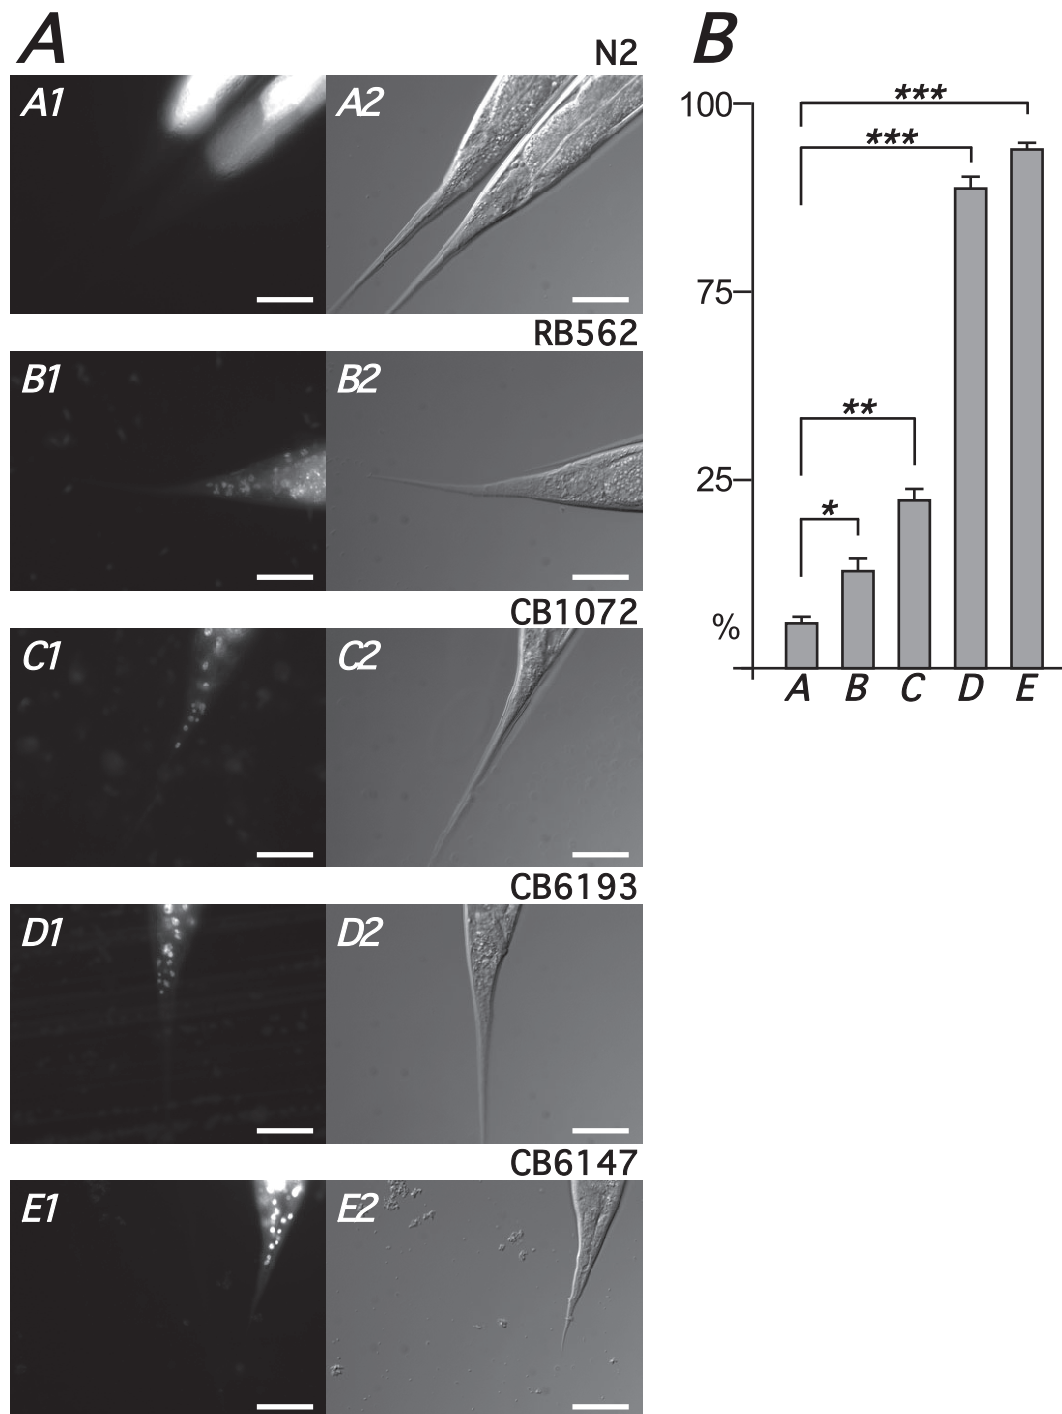 A
N2
A1 A2
RB562
B1 B2
CB1072
C1 C2
CB6193
D1 D2
CB6147
E1 E2
B
100
***
***
75
**
25
*
%
A B C D E